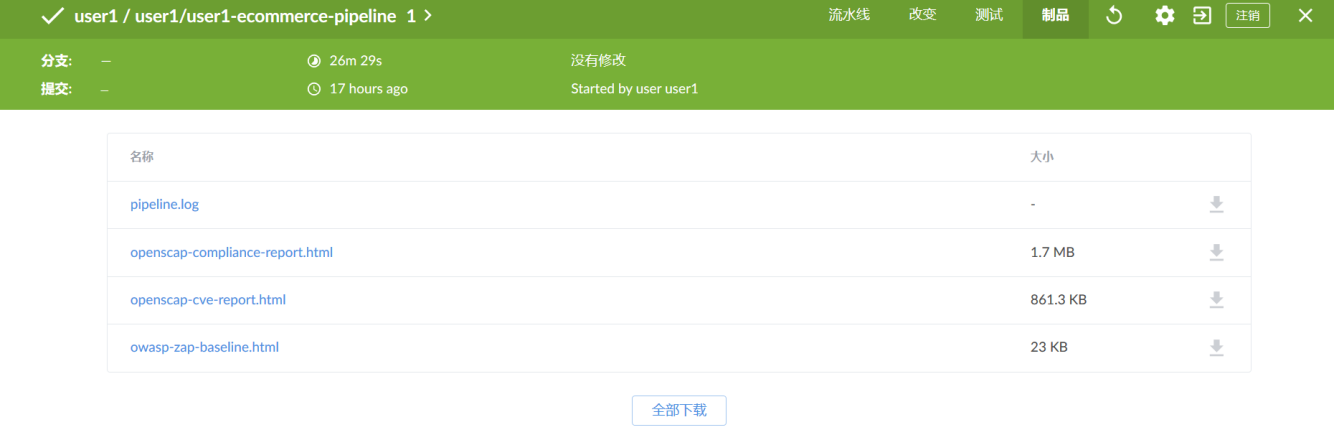 user1 / user1/user1-ecommerce-pipeline 1 流水线 改变 测试 制品 注销
分支: — 26m 29s 没有修改
提交: — 17 hours ago Started by user user1
名称 大小
pipeline.log -
openscap-compliance-report.html 1.7 MB
openscap-cve-report.html 861.3 KB
owasp-zap-baseline.html 23 KB
全部下载